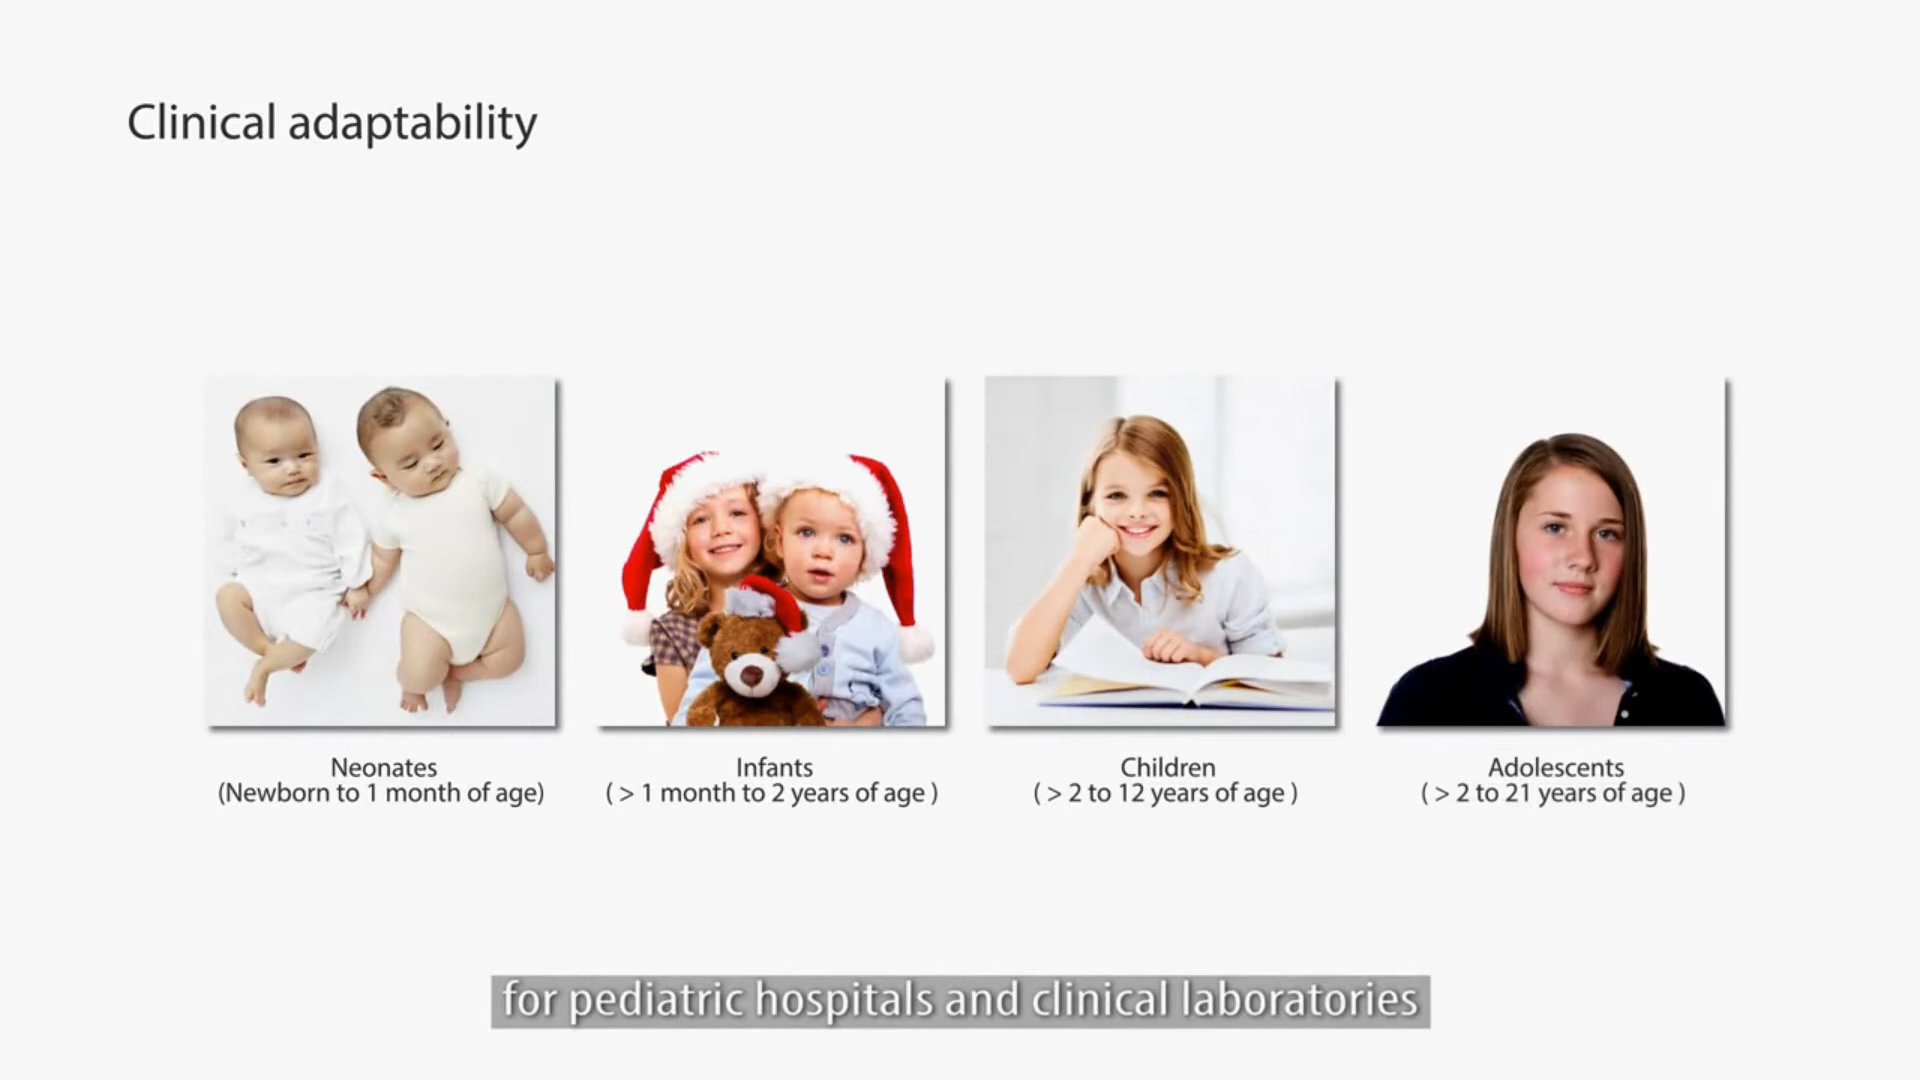 Clinical adaptability
Neonates
(Newborn to 1 month of age)
Infants
( > 1 month to 2 years of age )
Children
( > 2 to 12 years of age )
Adolescents
( > 2 to 21 years of age )
for pediatric hospitals and clinical laboratories